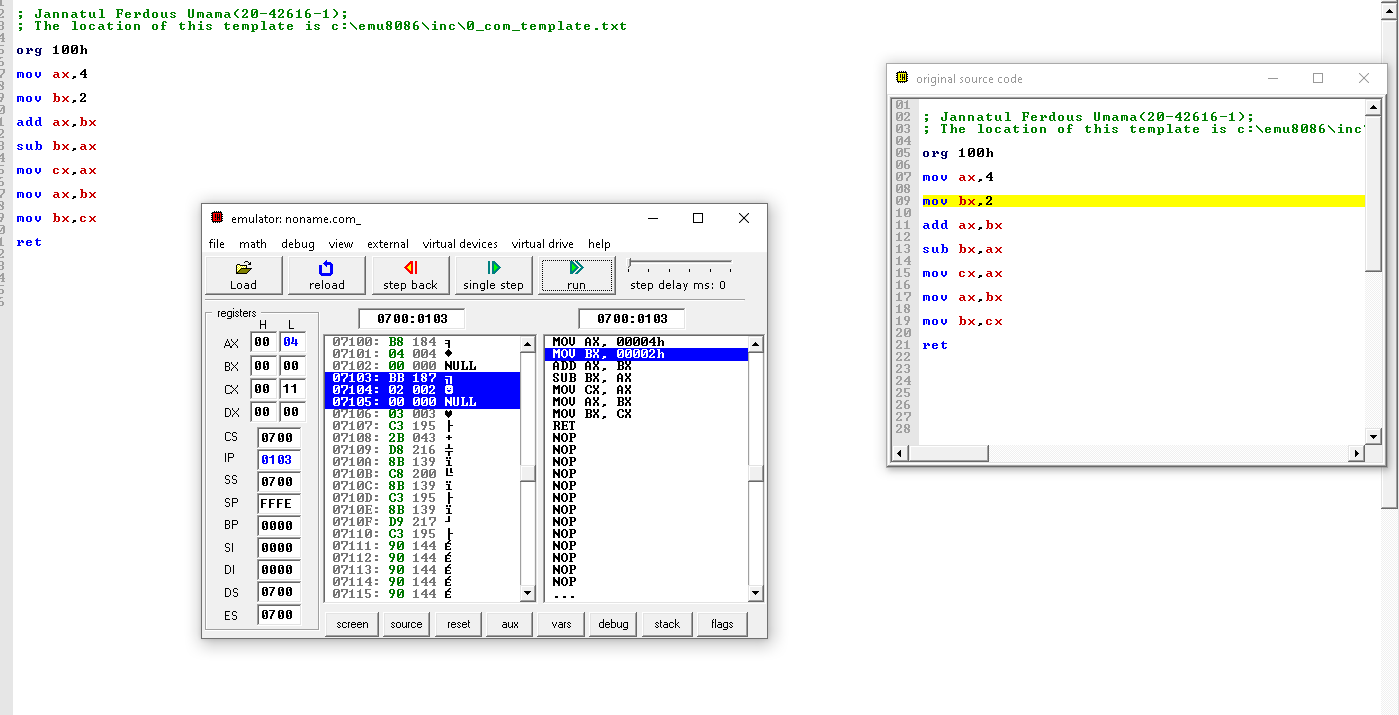 ; Jannatul Ferdous Umama(20-42616-1);
; The location of this template is c:\emu8086\inc\0_com_template.txt
org 100h
mov ax,4
mov bx,2
add ax,bx
sub bx,ax
mov cx,ax
mov ax,bx
mov bx,cx
ret
emulator: noname.com_
file math debug view external virtual devices virtual drive help
Load reload step back single step run step delay ms: 0
registers
H L
0700:0103 0700:0103
AX 00 04
BX 00 00
CX 00 11
DX 00 00
CS 0700
IP 0103
SS 0700
SP FFFE
BP 0000
SI 0000
DI 0000
DS 0700
ES 0700
07100: B8 184 ╕
07101: 04 004 ♦
07102: 00 000 NULL
07103: BB 187 ╗
07104: 02 002 ☻
07105: 00 000 NULL
07106: 03 003 ♥
07107: C3 195 ├
07108: 2B 043 +
07109: D8 216 ╪
0710A: 8B 139 ï
0710B: C8 200 ╚
0710C: 8B 139 ï
0710D: C3 195 ├
0710E: 8B 139 ï
0710F: D9 217 ┘
07110: C3 195 ├
07111: 90 144 É
07112: 90 144 É
07113: 90 144 É
07114: 90 144 É
07115: 90 144 É
MOV AX, 00004h
MOV BX, 00002h
ADD AX, BX
SUB BX, AX
MOV CX, AX
MOV AX, BX
MOV BX, CX
RET
NOP
NOP
NOP
NOP
NOP
NOP
NOP
NOP
NOP
NOP
NOP
NOP
NOP
...
screen source reset aux vars debug stack flags
original source code
01
02 ; Jannatul Ferdous Umama(20-42616-1);
03 ; The location of this template is c:\emu8086\inc
04
05 org 100h
06
07 mov ax,4
08
09 mov bx,2
10
11 add ax,bx
12
13 sub bx,ax
14
15 mov cx,ax
16
17 mov ax,bx
18
19 mov bx,cx
20
21 ret
22
23
24
25
26
27
28